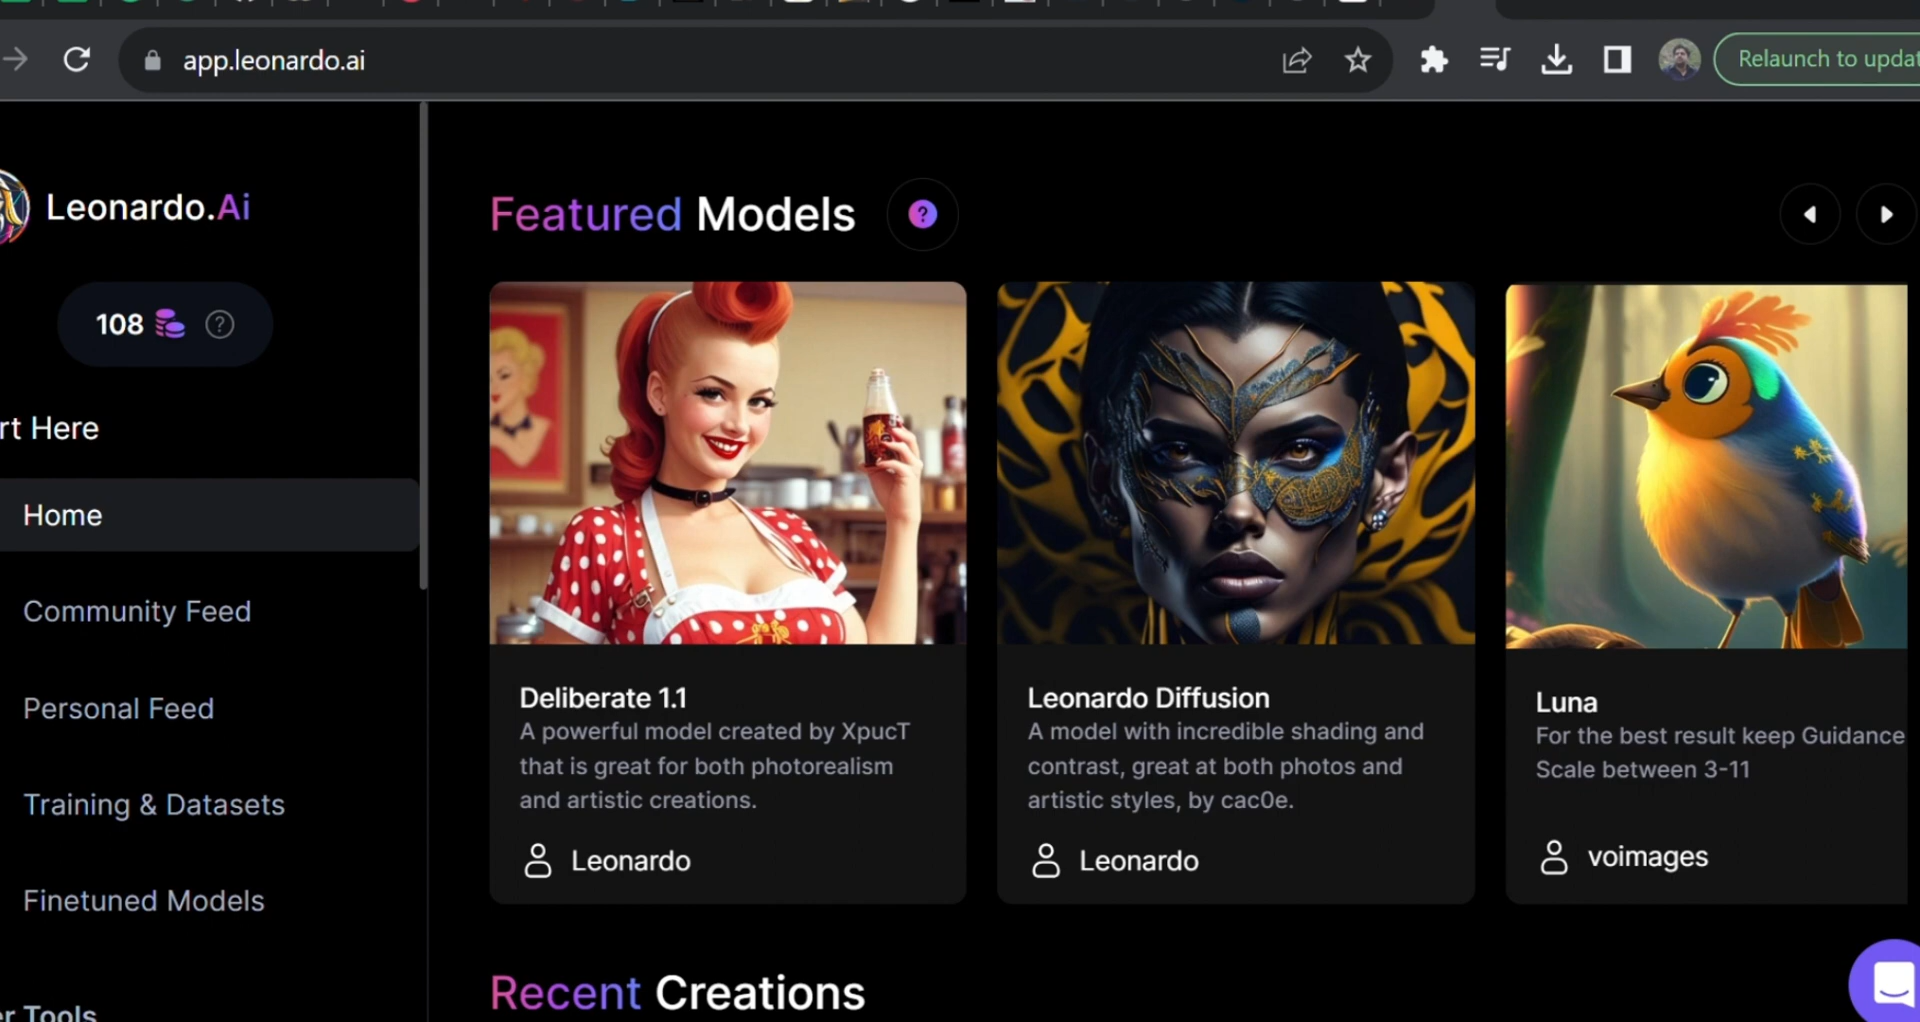 app.leonardo.ai
Relaunch to updat
Leonardo.Ai
108
rt Here
Home
Community Feed
Personal Feed
Training & Datasets
Finetuned Models
er Tools
Featured Models
Deliberate 1.1
A powerful model created by XpucT
that is great for both photorealism
and artistic creations.
Leonardo
Leonardo Diffusion
A model with incredible shading and
contrast, great at both photos and
artistic styles, by cac0e.
Leonardo
Luna
For the best result keep Guidance
Scale between 3-11
voimages
Recent Creations